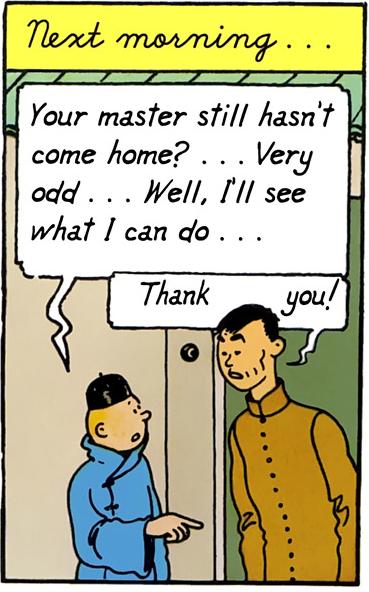 Next morning . . .
Your master still hasn't
come home? . . . Very
odd . . . Well, I'll see
what I can do . . .
Thank you!